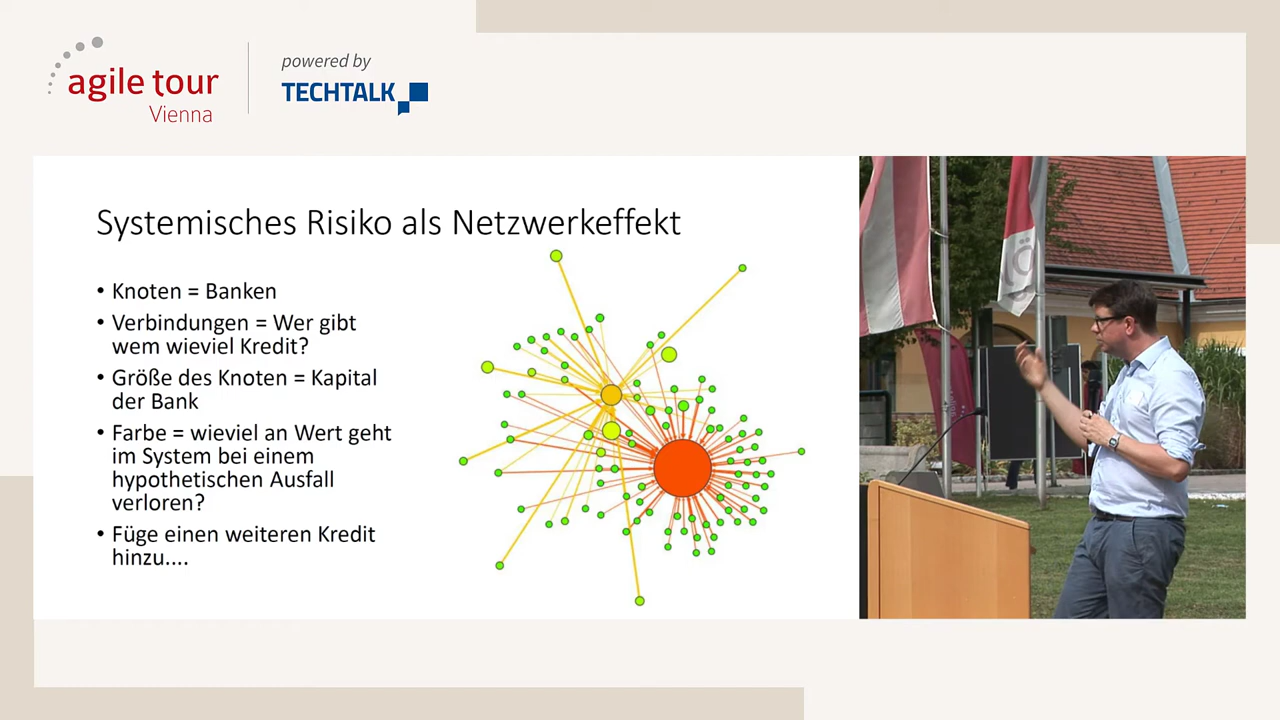 agile tour
Vienna
powered by
TECHTALK
Systemisches Risiko als Netzwerkeffekt
• Knoten = Banken
• Verbindungen = Wer gibt
wem wieviel Kredit?
• Größe des Knoten = Kapital
der Bank
• Farbe = wieviel an Wert geht
im System bei einem
hypothetischen Ausfall
verloren?
• Füge einen weiteren Kredit
hinzu....